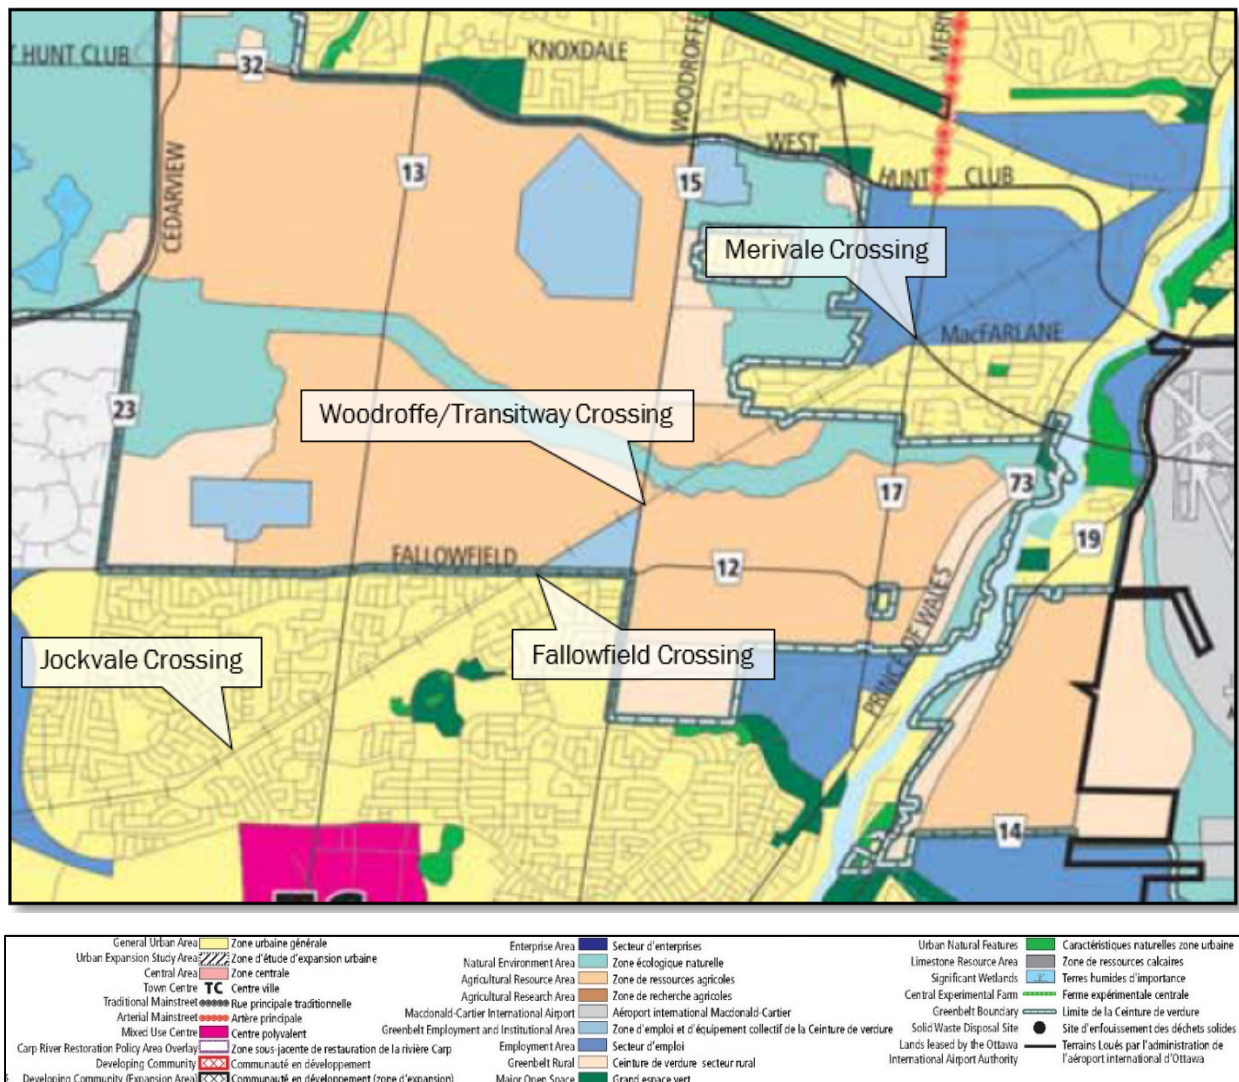 HUNT CLUB
32
KNOXDALE
WOODROFFE
MERI
13
CEDARVIEW
15
WEST
HUNT CLUB
Merivale Crossing
MacFARLANE
23
Woodroffe/Transitway Crossing
17
73
FALLOWFIELD
12
19
PRINCE OF WALES
Jockvale Crossing
Fallowfield Crossing
14
TC
General Urban Area Zone urbaine générale
Urban Expansion Study Area Zone d'étude d'expansion urbaine
Central Area Zone centrale
Town Centre TC Centre ville
Traditional Mainstreet Rue principale traditionnelle
Arterial Mainstreet Artère principale
Mixed Use Centre Centre polyvalent
Carp River Restoration Policy Area Overlay Zone sous-jacente de restauration de la rivière Carp
Developing Community Communauté en développement
Developing Community (Expansion Area) Communauté en développement (zone d'expansion)
Enterprise Area Secteur d'enterprises
Natural Environment Area Zone écologique naturelle
Agricultural Resource Area Zone de ressources agricoles
Agricultural Research Area Zone de recherche agricoles
Macdonald-Cartier International Airport Aéroport international Macdonald-Cartier
Greenbelt Employment and Institutional Area Zone d'emploi et d'équipement collectif de la Ceinture de verdure
Employment Area Secteur d'emploi
Greenbelt Rural Ceinture de verdure secteur rural
Major Open Space Grand espace vert
Urban Natural Features Caractéristiques naturelles zone urbaine
Limestone Resource Area Zone de ressources calcaires
Significant Wetlands Terres humides d'importance
Central Experimental Farm Ferme expérimentale centrale
Greenbelt Boundary Limite de la Ceinture de verdure
Solid Waste Disposal Site Site d'enfouissement des déchets solides
Lands leased by the Ottawa Terrains Loués par l'administration de
International Airport Authority l'aéroport international d'Ottawa